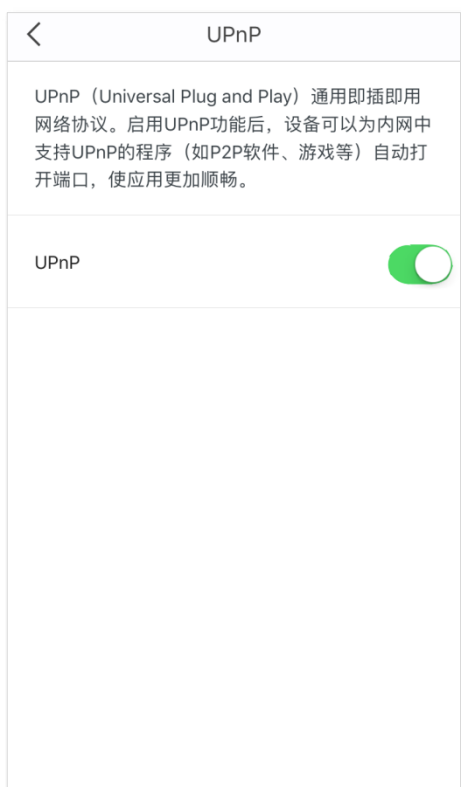 UPnP
UPnP（Universal Plug and Play）通用即插即用
网络协议。启用UPnP功能后，设备可以为内网中
支持UPnP的程序（如P2P软件、游戏等）自动打
开端口，使应用更加顺畅。
UPnP